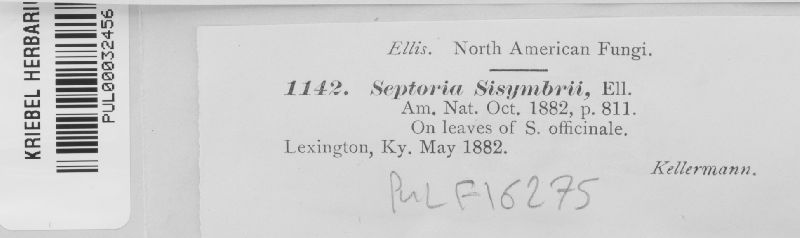 KRIEBEL HERBARIU
PUL00032456
Ellis. North American Fungi.
1142. Septoria Sisymbrii, Ell.
Am. Nat. Oct. 1882, p. 811.
On leaves of S. officinale.
Lexington, Ky. May 1882.
Kellermann.
PUL F16275